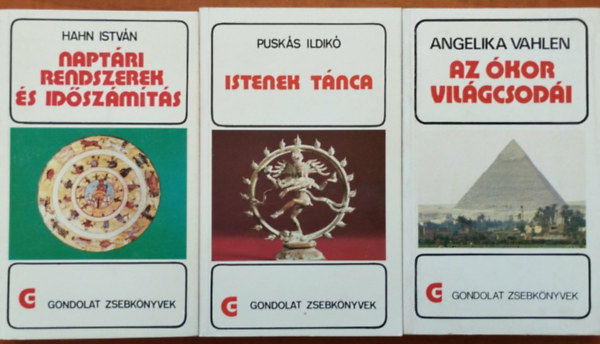 HAHN ISTVÁN
NAPTÁRI
RENDSZEREK
ÉS IDŐSZÁMÍTÁS
G GONDOLAT ZSEBKÖNYVEK
PUSKÁS ILDIKÓ
ISTENEK TÁNCA
G GONDOLAT ZSEBKÖNYVEK
ANGELIKA VAHLEN
AZ ÓKOR
VILÁGCSODÁI
G GONDOLAT ZSEBKÖNYVEK